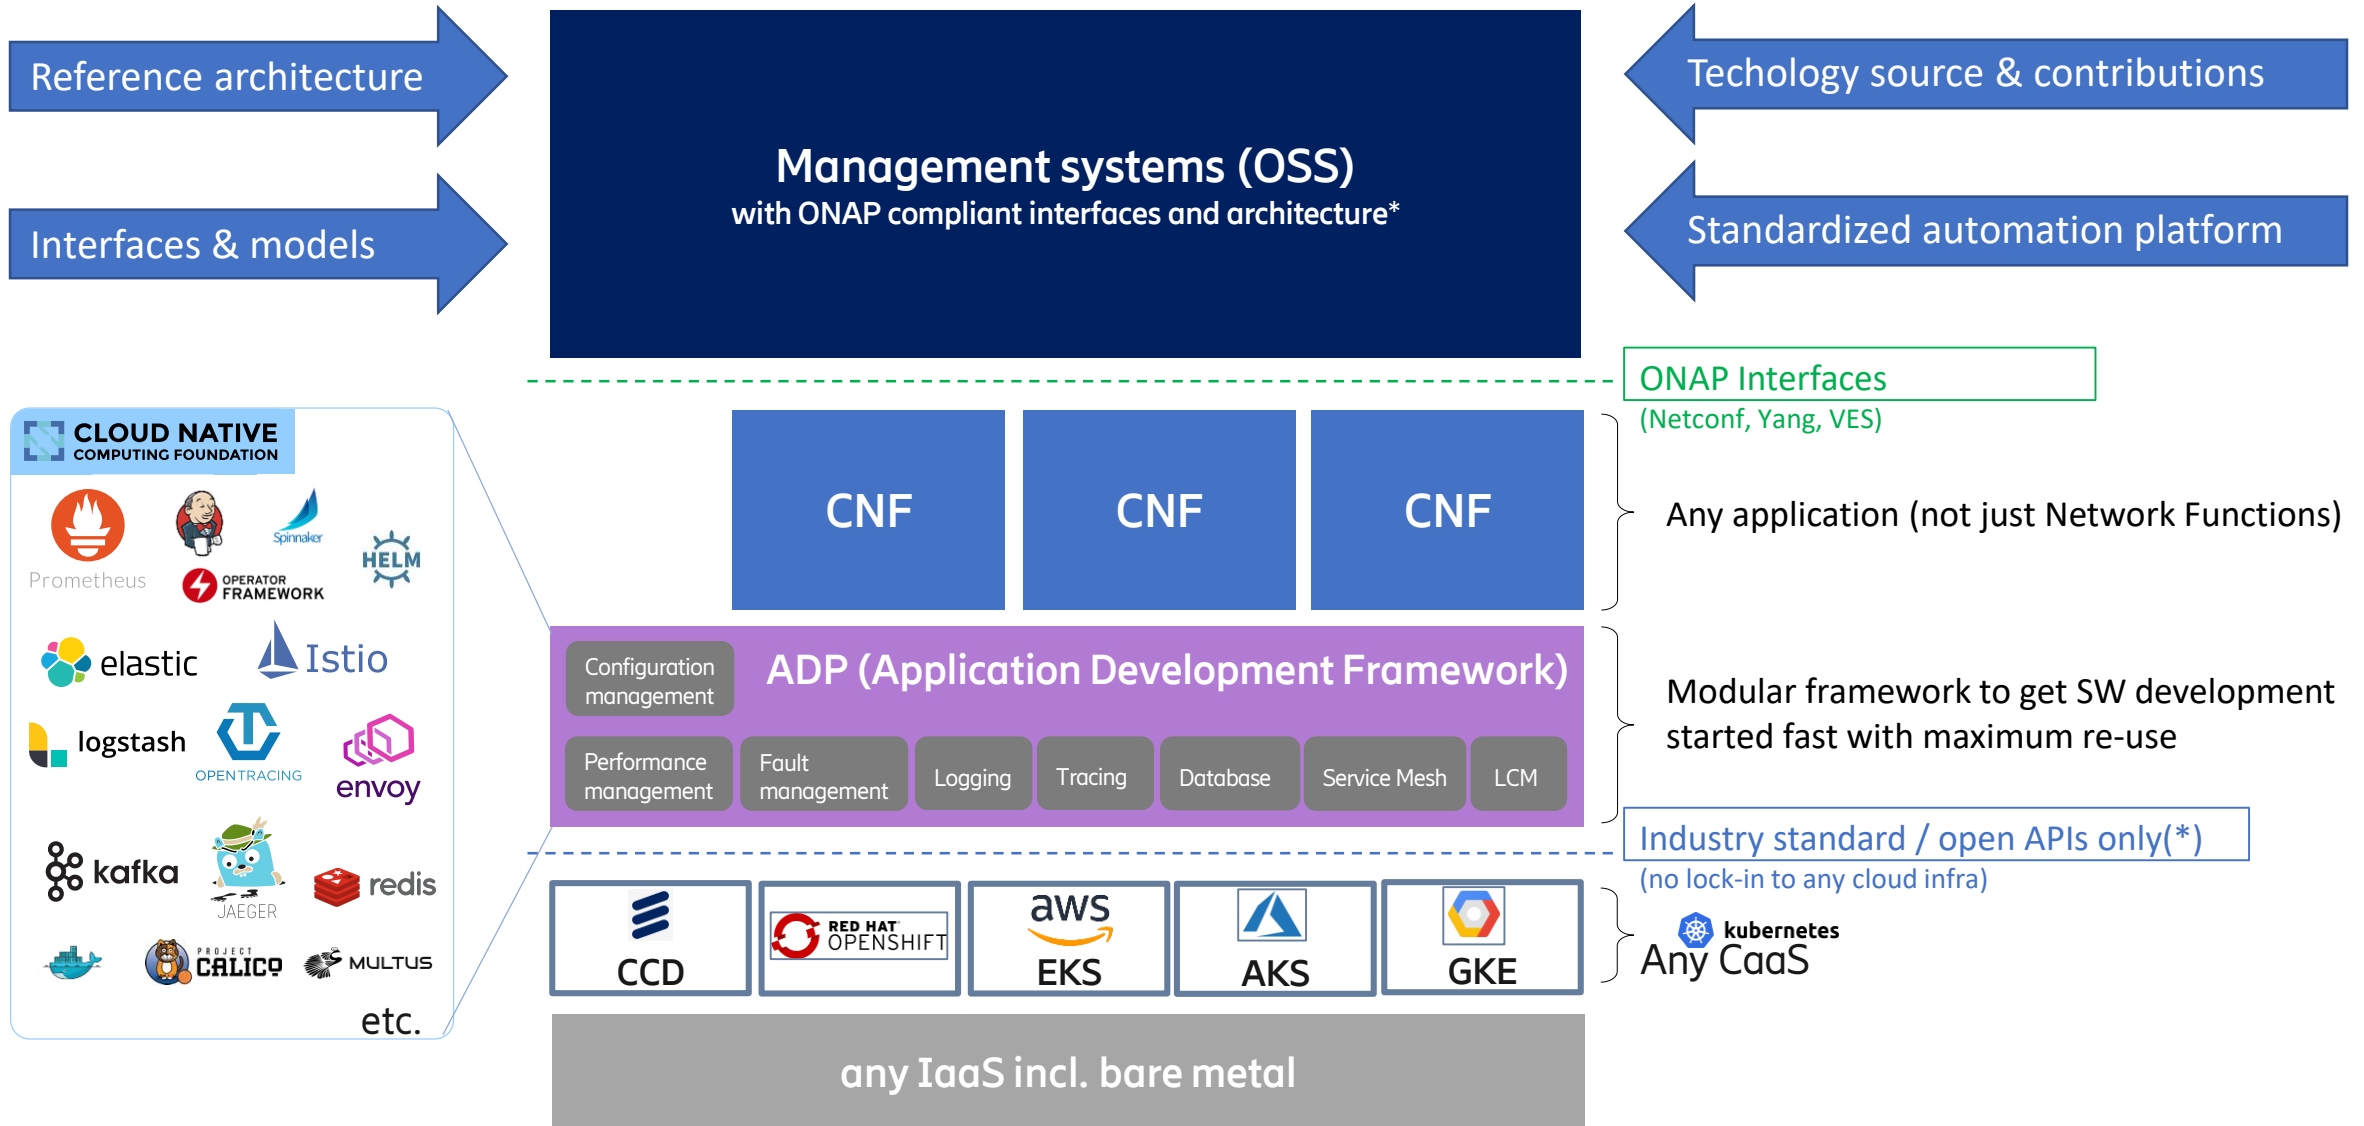 Reference architecture
Interfaces & models
Management systems (OSS)
with ONAP compliant interfaces and architecture*
Techology source & contributions
Standardized automation platform
ONAP Interfaces
(Netconf, Yang, VES)
CLOUD NATIVE
COMPUTING FOUNDATION
Prometheus
Spinnaker
HELM
OPERATOR
FRAMEWORK
elastic
Istio
logstash
OPENTRACING
envoy
kafka
JAEGER
redis
PROJECT
CALICO
MULTUS
etc.
CNF
CNF
CNF
Any application (not just Network Functions)
Configuration
management
ADP (Application Development Framework)
Performance
management
Fault
management
Logging
Tracing
Database
Service Mesh
LCM
Modular framework to get SW development
started fast with maximum re-use
Industry standard / open APIs only(*)
(no lock-in to any cloud infra)
CCD
RED HAT
OPENSHIFT
aws
EKS
AKS
GKE
kubernetes
Any CaaS
any IaaS incl. bare metal